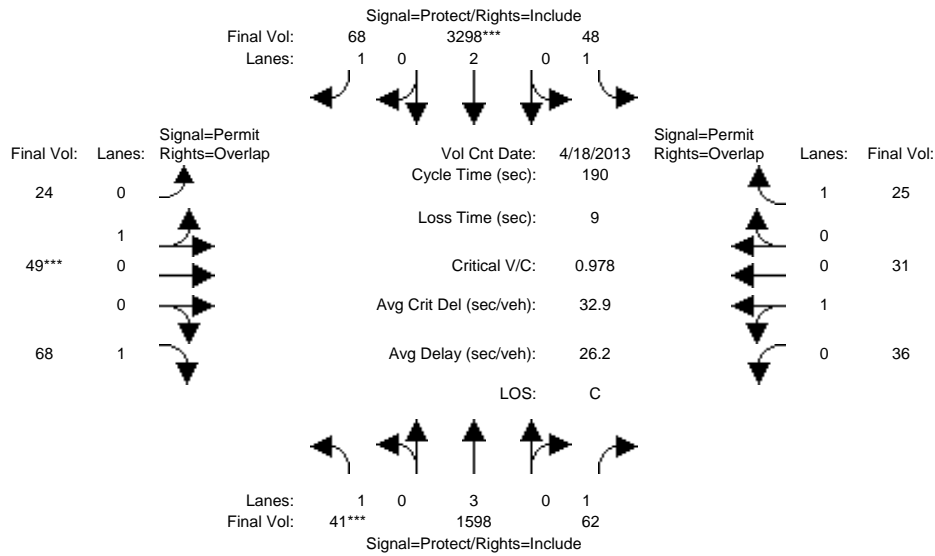 Signal=Protect/Rights=Include
Final Vol: 68 3298*** 48
Lanes: 1 0 2 0 1
Signal=Permit
Rights=Overlap
Final Vol: Lanes:
Vol Cnt Date: 4/18/2013
Signal=Permit
Rights=Overlap
Lanes: Final Vol:
Cycle Time (sec): 190
24 0
1 25
Loss Time (sec): 9
1
0
49*** 0
Critical V/C: 0.978
0 31
0
Avg Crit Del (sec/veh): 32.9
1
68 1
Avg Delay (sec/veh): 26.2
0 36
LOS: C
Lanes: 1 0 3 0 1
Final Vol: 41*** 1598 62
Signal=Protect/Rights=Include